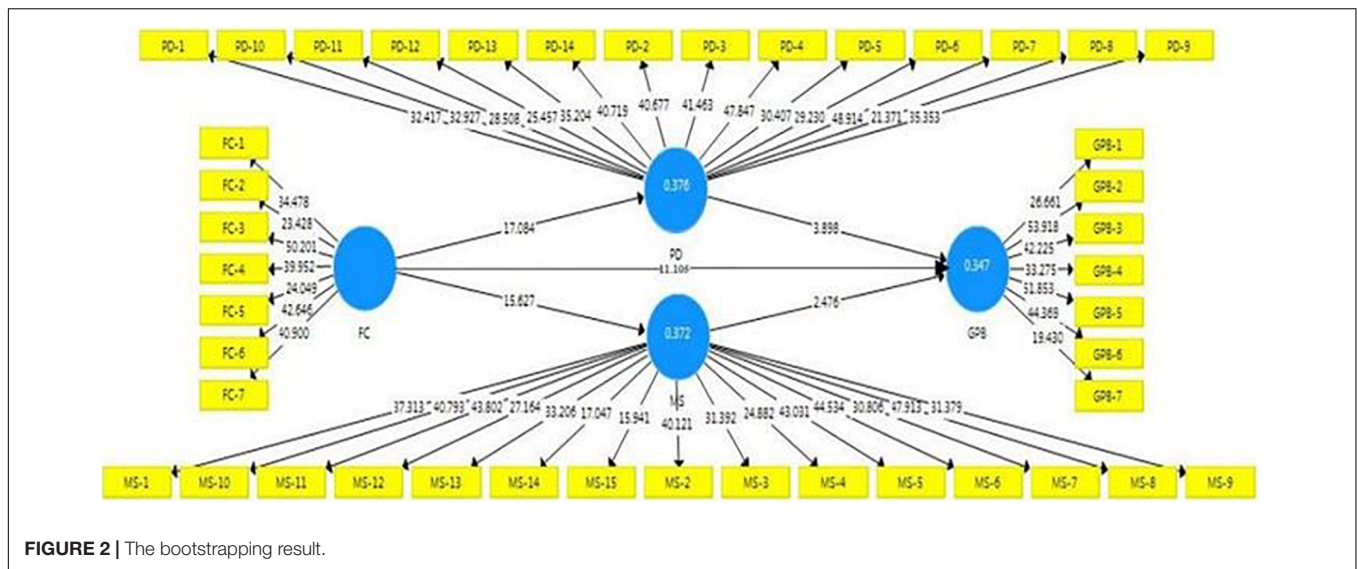 PD-1 PD-10 PD-11 PD-12 PD-13 PD-14 PD-2 PD-3 PD-4 PD-5 PD-6 PD-7 PD-8 PD-9
32.417 32.927 28.508 25.457 35.204 40.719 40.677 41.463 47.847 30.407 29.230 48.914 21.371 35.353
FC-1
FC-2
FC-3
FC-4
FC-5
FC-6
FC-7
34.478
23.428
50.201
39.952
24.049
42.646
40.900
FC
17.084
11.106
15.627
0.376
PD
0.372
MS
3.898
2.476
0.347
GPB
26.661
53.918
42.225
33.275
51.853
44.369
19.430
GPB-1
GPB-2
GPB-3
GPB-4
GPB-5
GPB-6
GPB-7
37.313 40.793 43.802 27.164 33.206 17.047 15.941 40.121 31.392 24.882 43.031 44.534 30.806 47.913 31.379
MS-1 MS-10 MS-11 MS-12 MS-13 MS-14 MS-15 MS-2 MS-3 MS-4 MS-5 MS-6 MS-7 MS-8 MS-9
FIGURE 2 | The bootstrapping result.